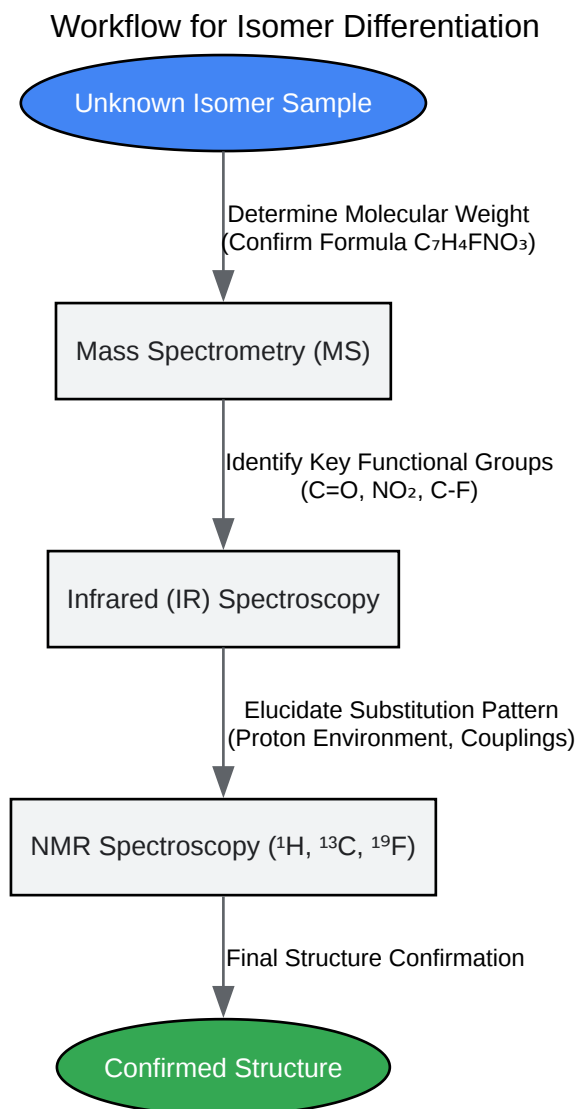 Workflow for Isomer Differentiation
Unknown Isomer Sample
Determine Molecular Weight
(Confirm Formula C₇H₄FNO₃)
Mass Spectrometry (MS)
Identify Key Functional Groups
(C=O, NO₂, C-F)
Infrared (IR) Spectroscopy
Elucidate Substitution Pattern
(Proton Environment, Couplings)
NMR Spectroscopy (¹H, ¹³C, ¹⁹F)
Final Structure Confirmation
Confirmed Structure